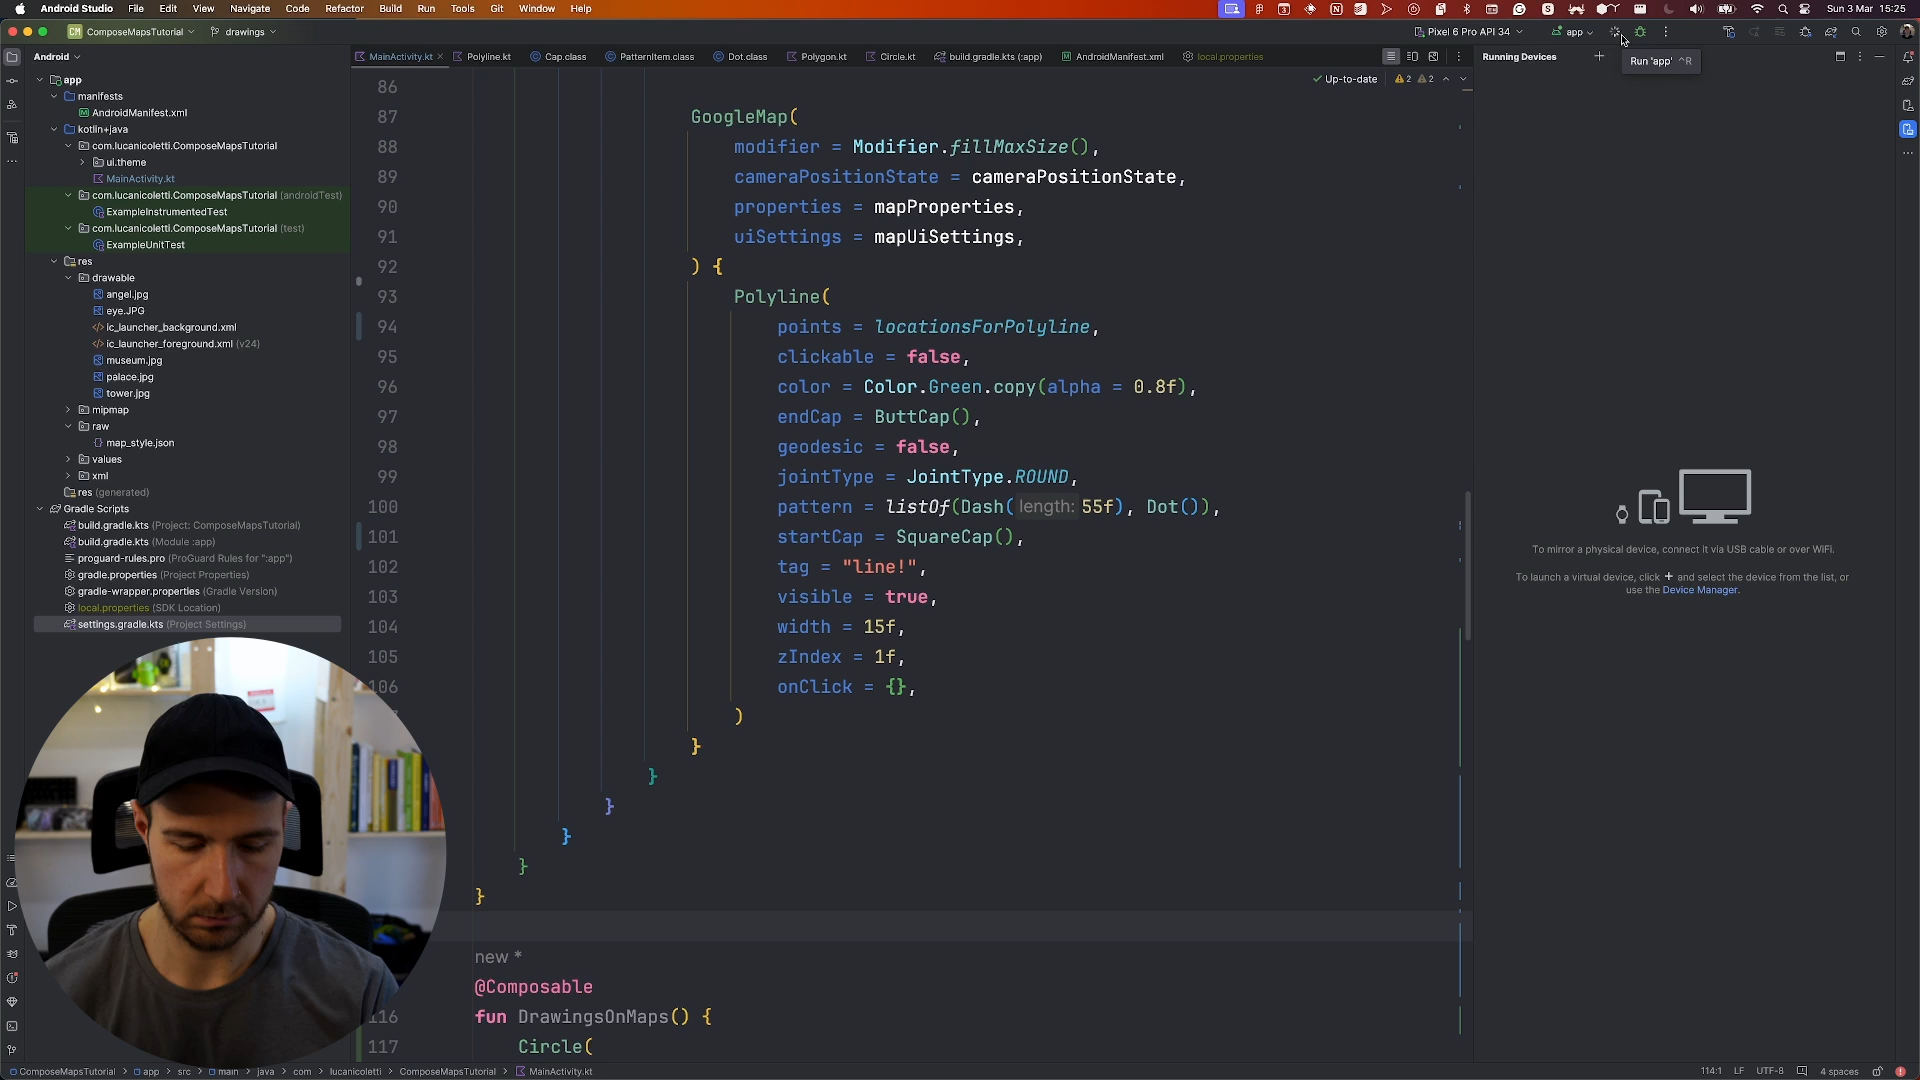 Android Studio File Edit View Navigate Code Refactor Build Run Tools Git Window Help Sun 3 Mar 15:25
CM ComposeMapsTutorial drawings Pixel 6 Pro API 34 app
Android
MainActivity.kt Polyline.kt Cap.class PatternItem.class Dot.class Polygon.kt Circle.kt build.gradle.kts (:app) AndroidManifest.xml local.properties
Running Devices
Run 'app' ^R
Up-to-date 2 2
app
manifests
AndroidManifest.xml
kotlin+java
com.lucanicoletti.ComposeMapsTutorial
ui.theme
MainActivity.kt
com.lucanicoletti.ComposeMapsTutorial (androidTest)
ExampleInstrumentedTest
com.lucanicoletti.ComposeMapsTutorial (test)
ExampleUnitTest
res
drawable
angel.jpg
eye.JPG
ic_launcher_background.xml
ic_launcher_foreground.xml (v24)
museum.jpg
palace.jpg
tower.jpg
mipmap
raw
map_style.json
values
xml
res (generated)
Gradle Scripts
build.gradle.kts (Project: ComposeMapsTutorial)
build.gradle.kts (Module :app)
proguard-rules.pro (ProGuard Rules for ":app")
gradle.properties (Project Properties)
gradle-wrapper.properties (Gradle Version)
local.properties (SDK Location)
settings.gradle.kts (Project Settings)
86
87 GoogleMap(
88 modifier = Modifier.fillMaxSize(),
89 cameraPositionState = cameraPositionState,
90 properties = mapProperties,
91 uiSettings = mapUiSettings,
92 ) {
93 Polyline(
94 points = locationsForPolyline,
95 clickable = false,
96 color = Color.Green.copy(alpha = 0.8f),
97 endCap = ButtCap(),
98 geodesic = false,
99 jointType = JointType.ROUND,
100 pattern = listOf(Dash(length: 55f), Dot()),
101 startCap = SquareCap(),
102 tag = "line!",
103 visible = true,
104 width = 15f,
105 zIndex = 1f,
106 onClick = {},
)
}
}
}
}
}
}
new *
@Composable
116 fun DrawingsOnMaps() {
117 Circle(
To mirror a physical device, connect it via USB cable or over WiFi.
To launch a virtual device, click + and select the device from the list, or
use the Device Manager.
ComposeMapsTutorial > app > src > main > java > com > lucanicoletti > ComposeMapsTutorial > MainActivity.kt
114:1 LF UTF-8 4 spaces